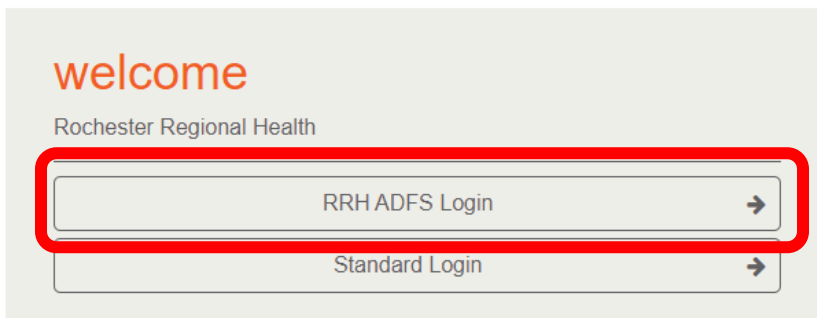 welcome
Rochester Regional Health
RRH ADFS Login
Standard Login